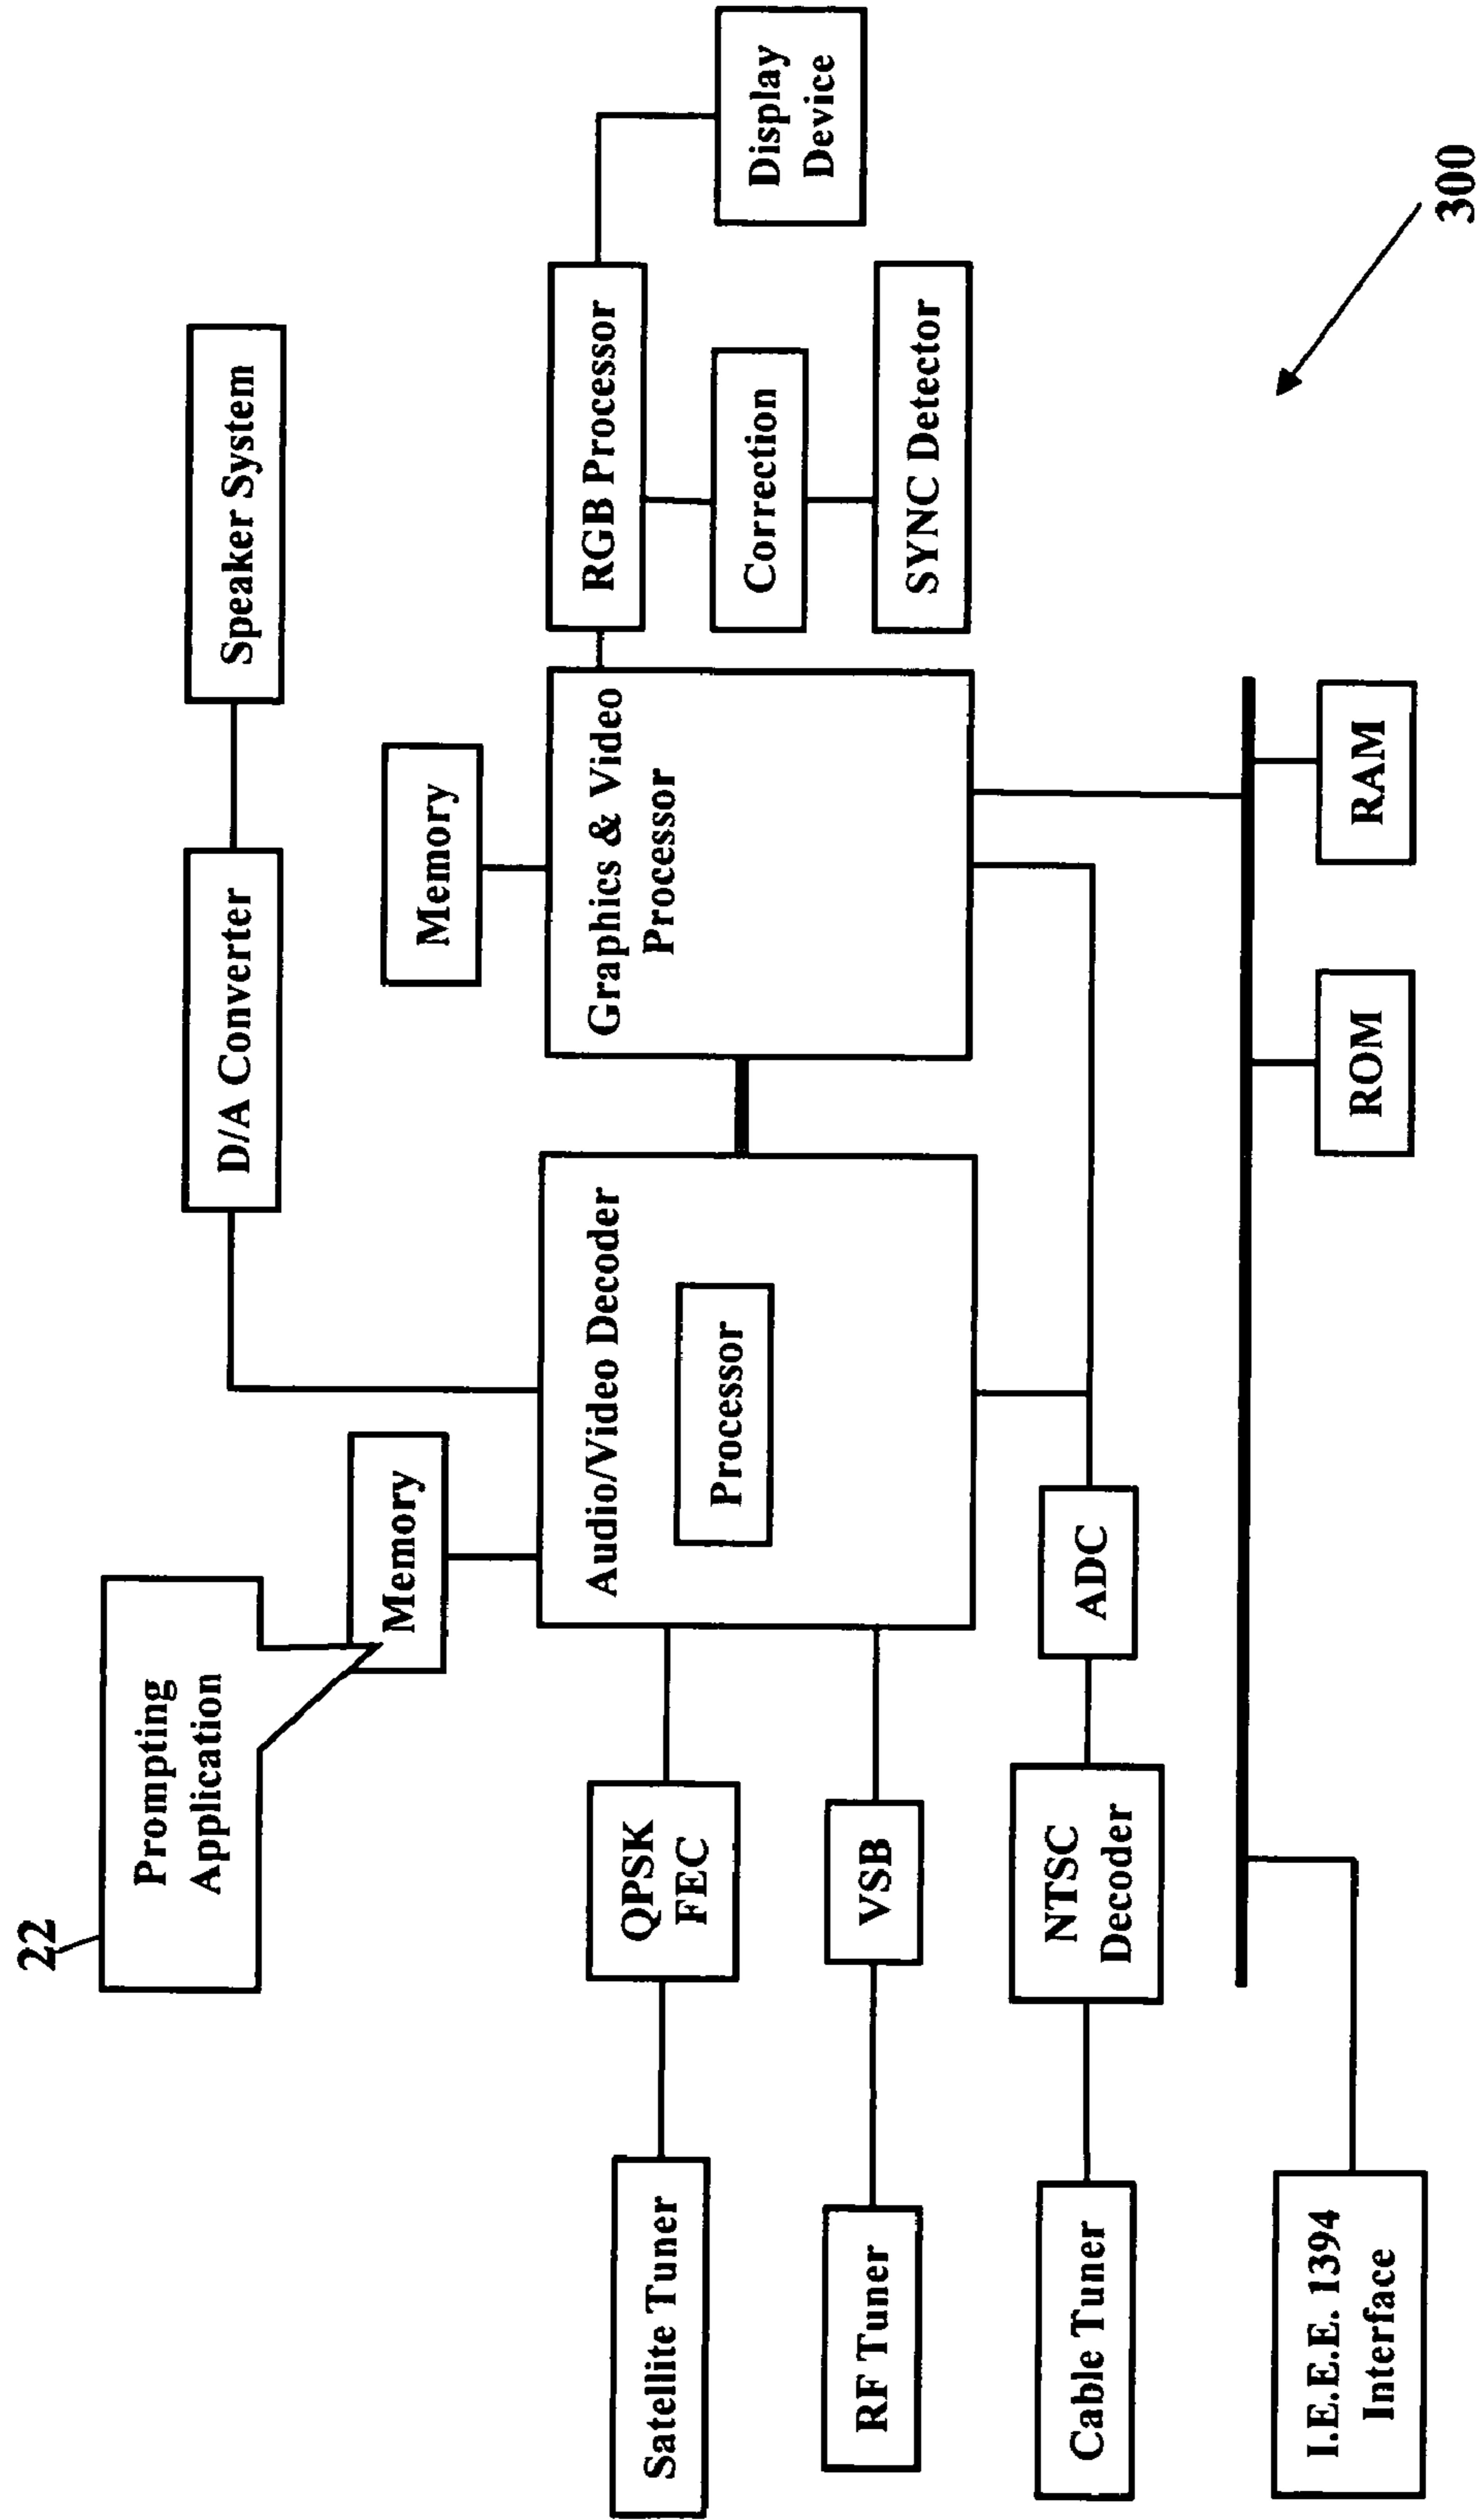 22
Prompting
Application
Memory
D/A Converter
Speaker System
Memory
Satellite Tuner
QPSK
FEC
Audio/Video Decoder
Processor
Graphics & Video
Processor
RGB Processor
Display
Device
Correction
SYNC Detector
RF Tuner
VSB
Cable Tuner
NTSC
Decoder
ADC
I.E.E.E. 1394
Interface
ROM
RAM
300